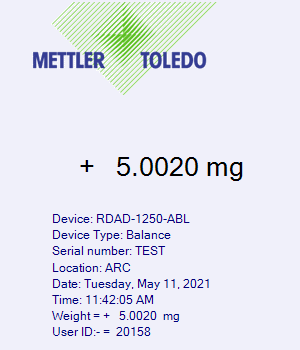 METTLER TOLEDO
+ 5.0020 mg
Device: RDAD-1250-ABL
Device Type: Balance
Serial number: TEST
Location: ARC
Date: Tuesday, May 11, 2021
Time: 11:42:05 AM
Weight = + 5.0020 mg
User ID:- = 20158